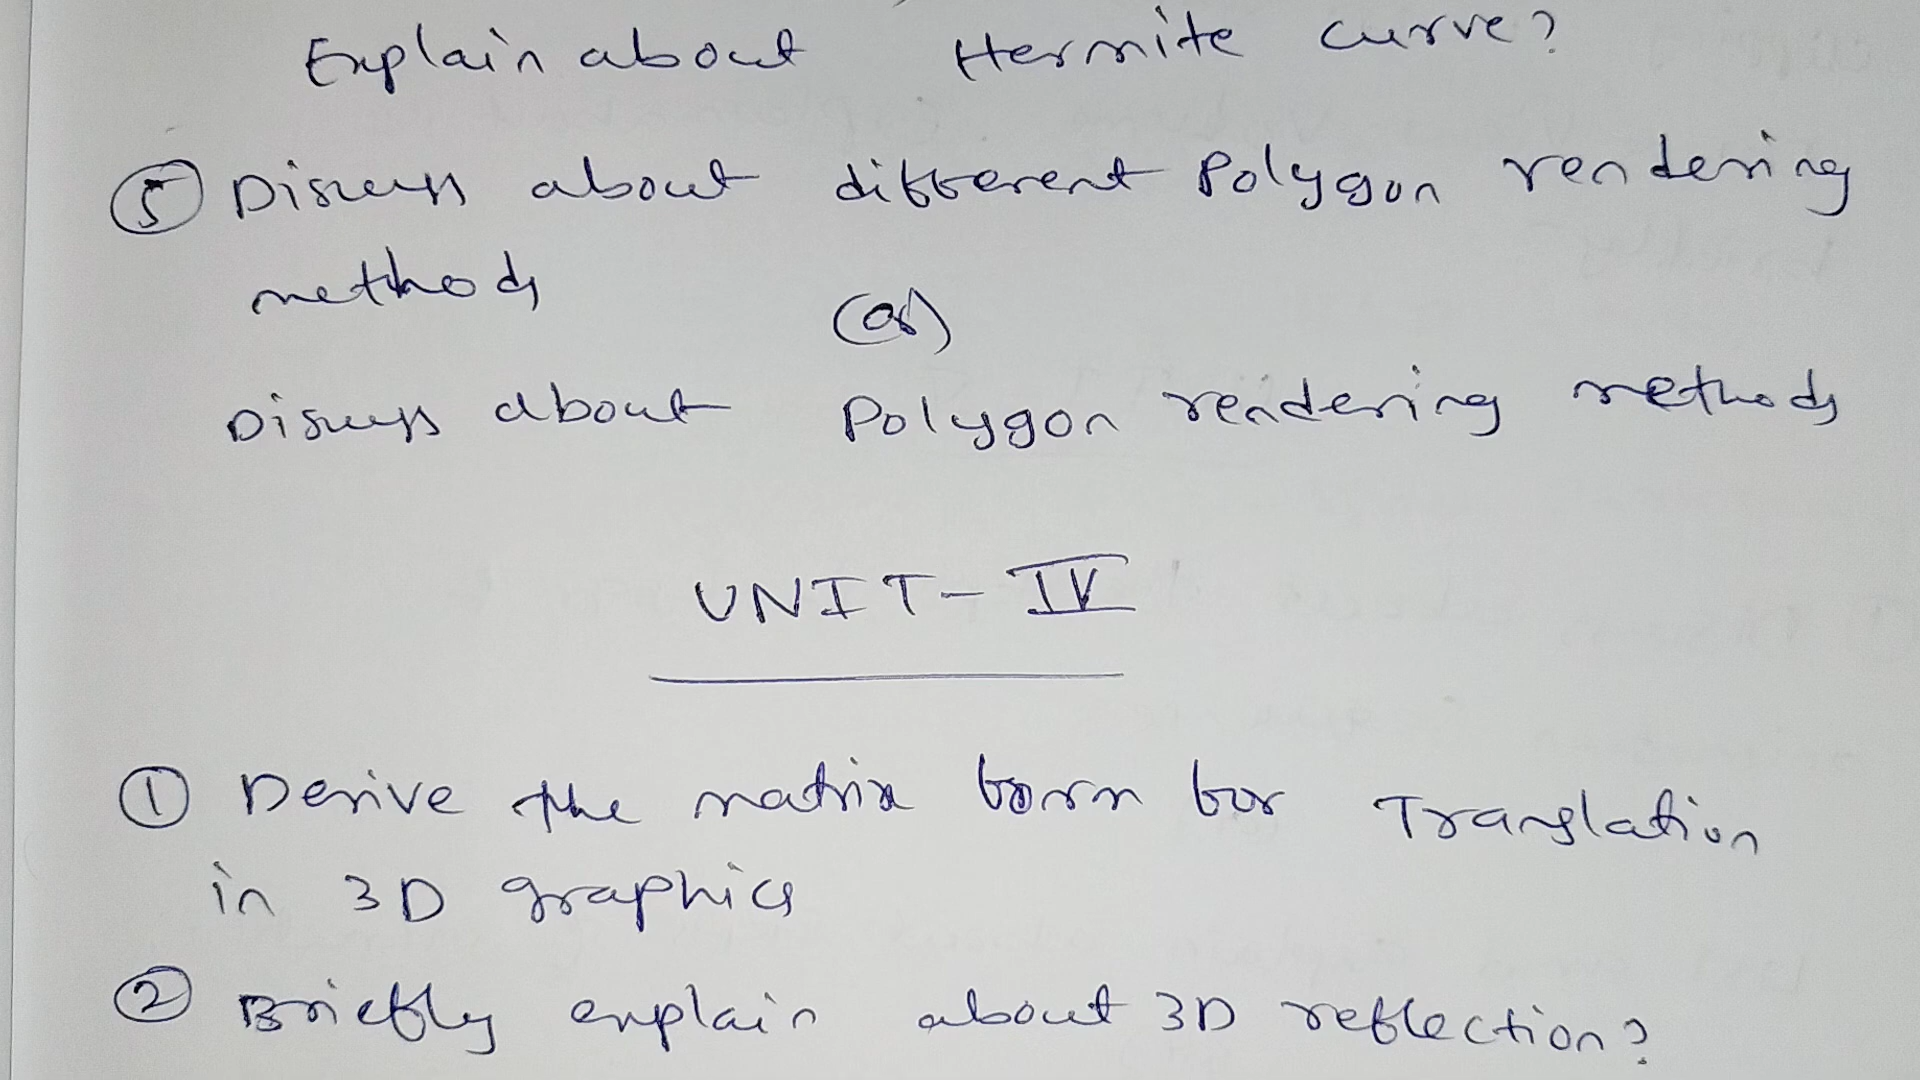 Explain about Hermite curve?
⑤ Discuss about different Polygon rendering
methods
(or)
Discuss about Polygon rendering methods
UNIT-IV
① Derive the matrix form for Translation
in 3D graphics
② Briefly explain about 3D reflection?